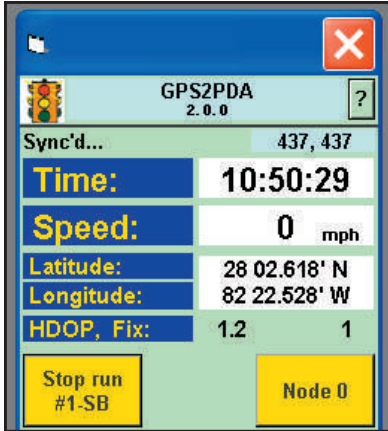 GPS2PDA
2.0.0
?
Sync'd... 437, 437
Time: 10:50:29
Speed: 0 mph
Latitude: 28 02.618' N
Longitude: 82 22.528' W
HDOP, Fix: 1.2 1
Stop run
#1-SB
Node 0